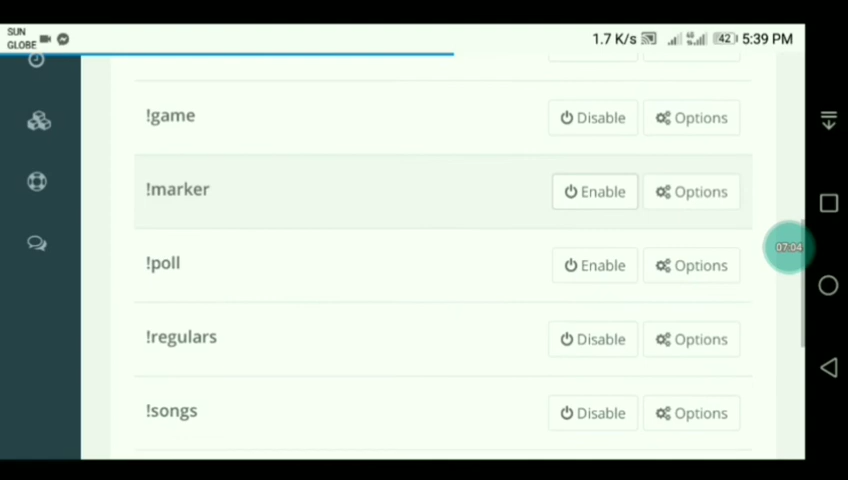 SUN
GLOBE
1.7 K/s 42 5:39 PM
!game Disable Options
!marker Enable Options
07:04
!poll Enable Options
!regulars Disable Options
!songs Disable Options